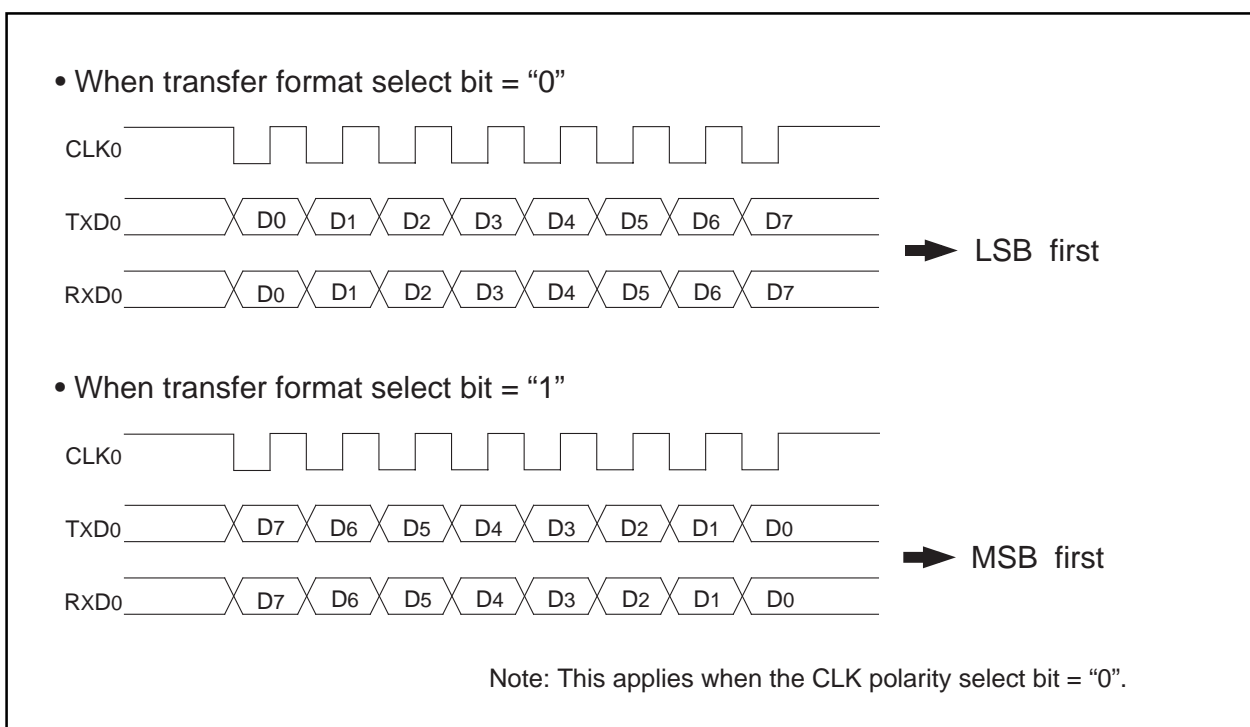 • When transfer format select bit = “0”
CLK0
TXD0 D0 D1 D2 D3 D4 D5 D6 D7
LSB first
RXD0 D0 D1 D2 D3 D4 D5 D6 D7
• When transfer format select bit = “1”
CLK0
TXD0 D7 D6 D5 D4 D3 D2 D1 D0
MSB first
RXD0 D7 D6 D5 D4 D3 D2 D1 D0
Note: This applies when the CLK polarity select bit = “0”.